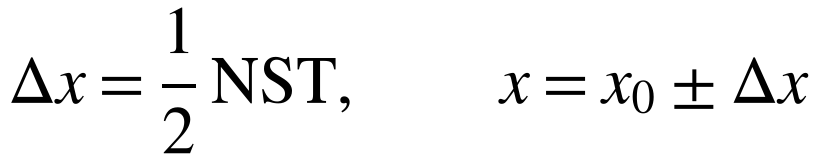 Δx = 1/2 NST, x = x₀ ± Δx